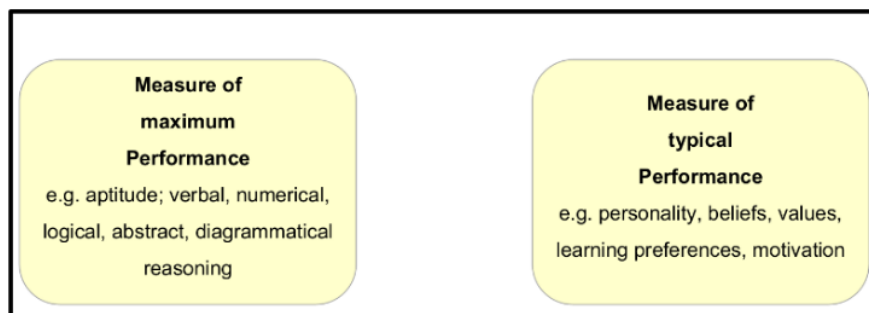 Measure of
maximum
Performance
e.g. aptitude; verbal, numerical,
logical, abstract, diagrammatical
reasoning
Measure of
typical
Performance
e.g. personality, beliefs, values,
learning preferences, motivation